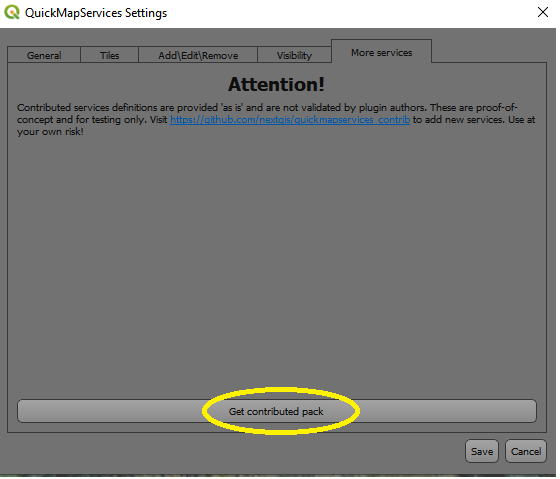 QuickMapServices Settings
General Tiles Add\Edit\Remove Visibility More services
Attention!
Contributed services definitions are provided 'as is' and are not validated by plugin authors. These are proof-of-
concept and for testing only. Visit https://github.com/nextgis/quickmapservices_contrib to add new services. Use at
your own risk!
Get contributed pack
Save Cancel